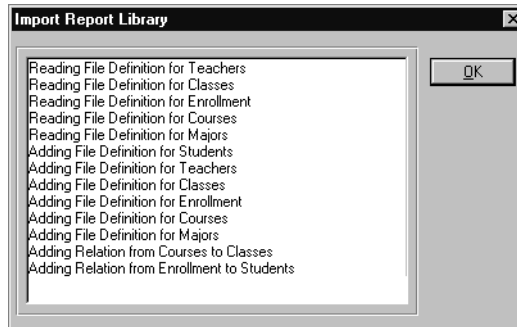 Import Report Library
Reading File Definition for Teachers
Reading File Definition for Classes
Reading File Definition for Enrollment
Reading File Definition for Courses
Reading File Definition for Majors
Adding File Definition for Students
Adding File Definition for Teachers
Adding File Definition for Classes
Adding File Definition for Enrollment
Adding File Definition for Courses
Adding File Definition for Majors
Adding Relation from Courses to Classes
Adding Relation from Enrollment to Students
OK